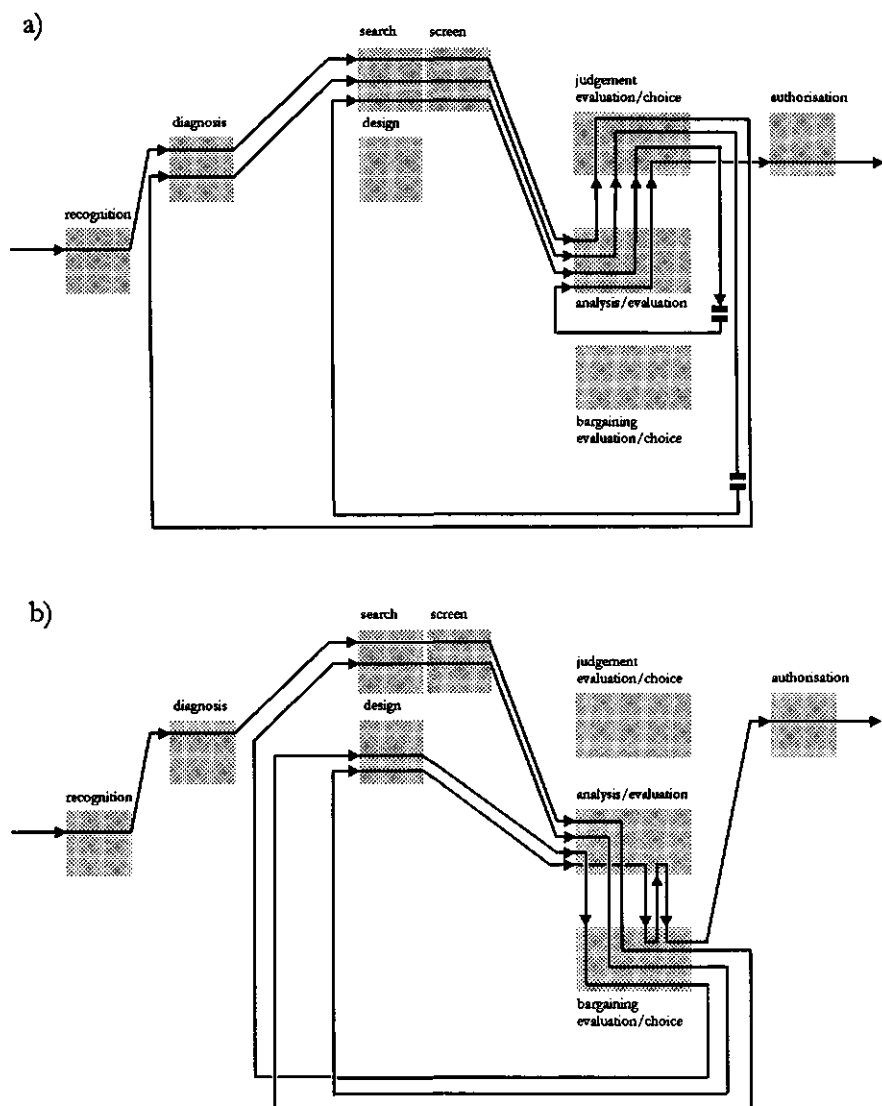 a)
search screen
judgement
evaluation/choice
authorisation
diagnosis
design
recognition
analysis/evaluation
bargaining
evaluation/choice
b)
search screen
judgement
evaluation/choice
authorisation
diagnosis
design
recognition
analysis/evaluation
bargaining
evaluation/choice